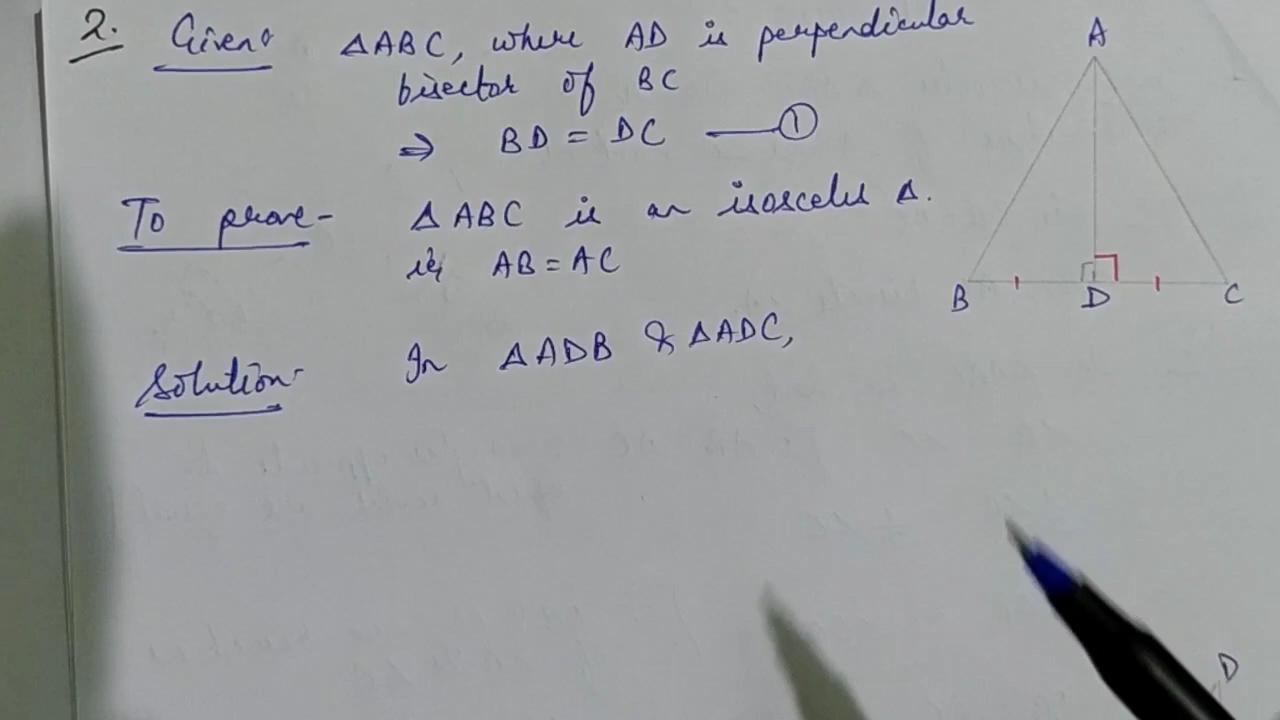 2. Given: ΔABC, where AD is perpendicular
bisector of BC
⇒ BD = DC —①
To prove- ΔABC is an isosceles Δ.
ie, AB = AC
Solution- In ΔADB & ΔADC,
A
B
D
C
D